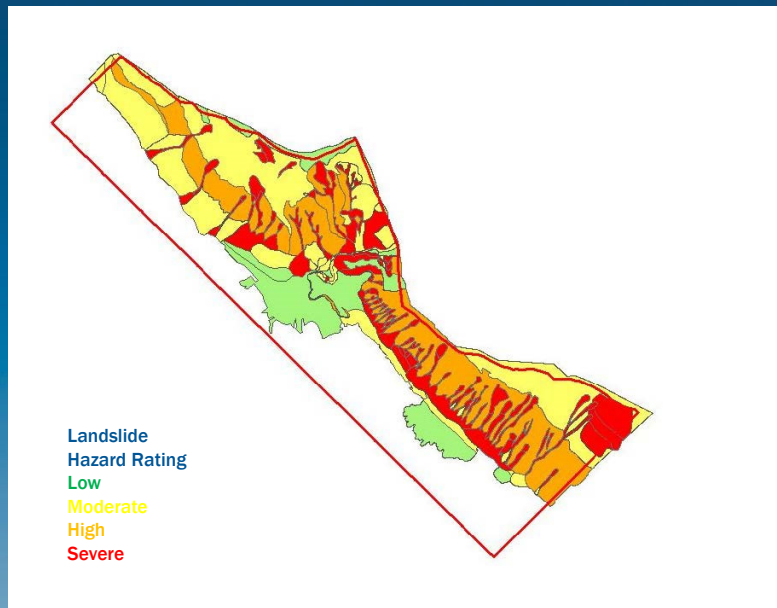 Landslide
Hazard Rating
Low
Moderate
High
Severe